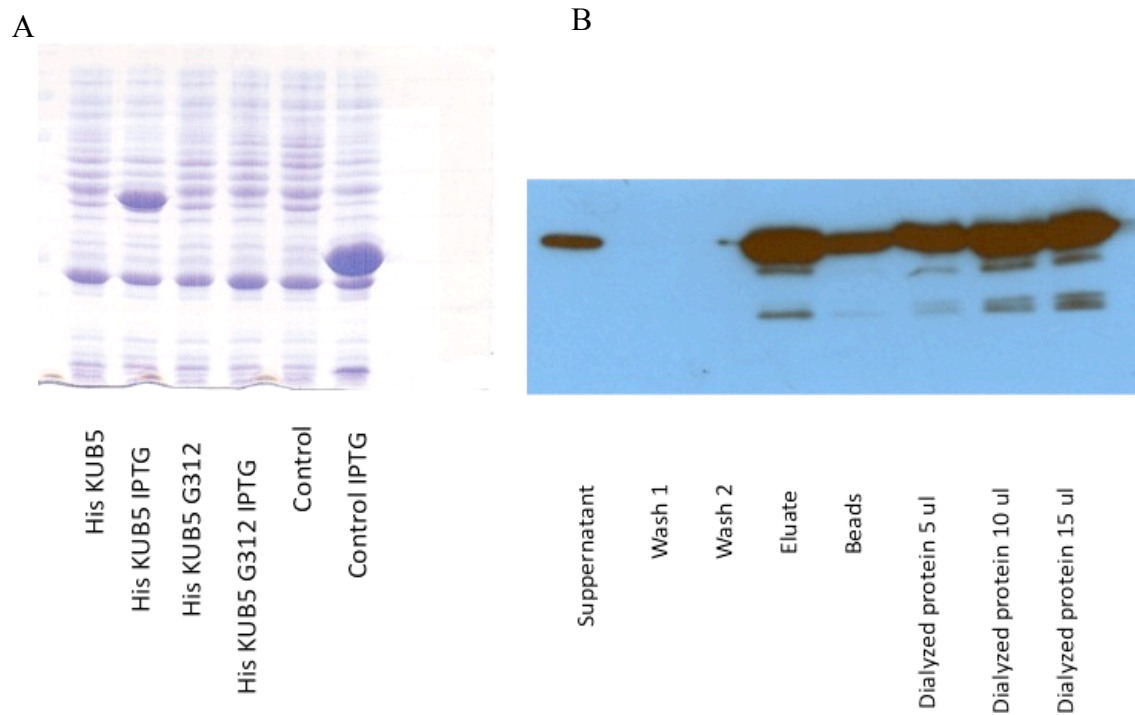 A
B
His KUB5
His KUB5 IPTG
His KUB5 G312
His KUB5 G312 IPTG
Control
Control IPTG
Suppernatant
Wash 1
Wash 2
Eluate
Beads
Dialyzed protein 5 ul
Dialyzed protein 10 ul
Dialyzed protein 15 ul